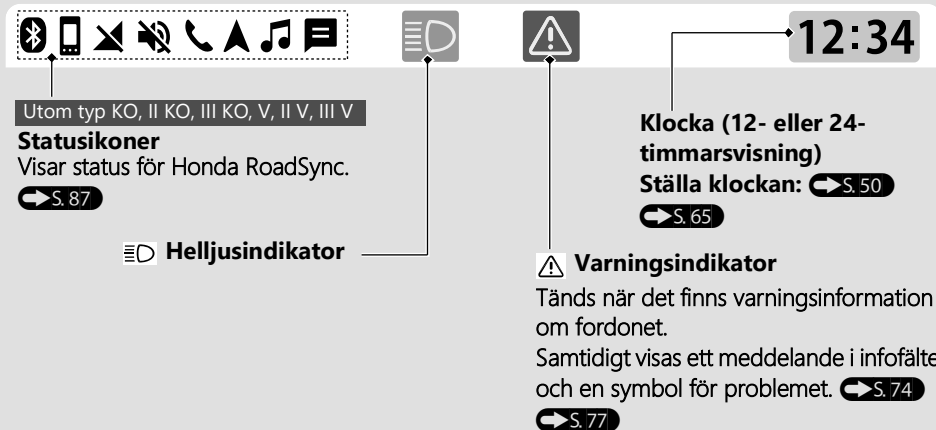 12:34
Utom typ KO, II KO, III KO, V, II V, III V
Statusikoner
Visar status för Honda RoadSync.
S. 87
Helljusindikator
Klocka (12- eller 24-
timmarsvisning)
Ställa klockan: S. 50
S. 65
Varningsindikator
Tänds när det finns varningsinformation
om fordonet.
Samtidigt visas ett meddelande i infofälte
och en symbol för problemet. S. 74
S. 77